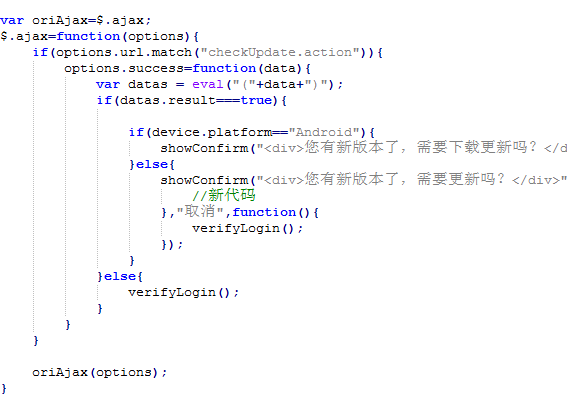 var oriAjax=$.ajax;
$.ajax=function(options){
    if(options.url.match("checkUpdate.action")){
        options.success=function(data){
            var datas = eval("("+data+")");
            if(datas.result===true){

                if(device.platform=="Android"){
                    showConfirm("<div>您有新版本了，需要下载更新吗？</d
                }else{
                    showConfirm("<div>您有新版本了，需要更新吗？</div>"
                        //新代码
                    },"取消",function(){
                        verifyLogin();
                    });
                }
            }else{
                verifyLogin();
            }
        }
    }

    oriAjax(options);
}